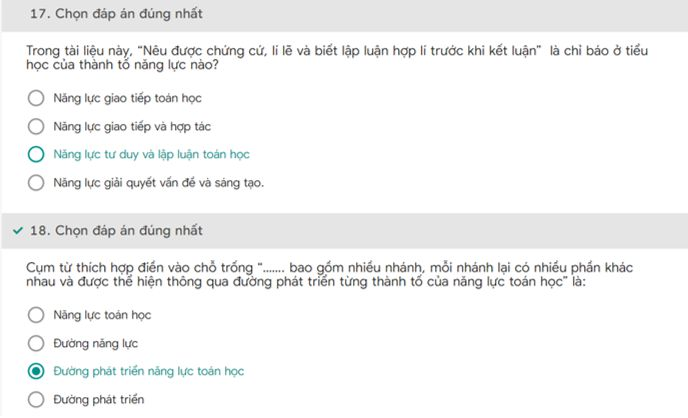 17. Chọn đáp án đúng nhất
Trong tài liệu này, “Nêu được chứng cứ, lí lẽ và biết lập luận hợp lí trước khi kết luận” là chỉ báo ở tiểu
học của thành tố năng lực nào?
Năng lực giao tiếp toán học
Năng lực giao tiếp và hợp tác
Năng lực tư duy và lập luận toán học
Năng lực giải quyết vấn đề và sáng tạo.
18. Chọn đáp án đúng nhất
Cụm từ thích hợp điền vào chỗ trống “....... bao gồm nhiều nhánh, mỗi nhánh lại có nhiều phần khác
nhau và được thể hiện thông qua đường phát triển từng thành tố của năng lực toán học” là:
Năng lực toán học
Đường năng lực
Đường phát triển năng lực toán học
Đường phát triển